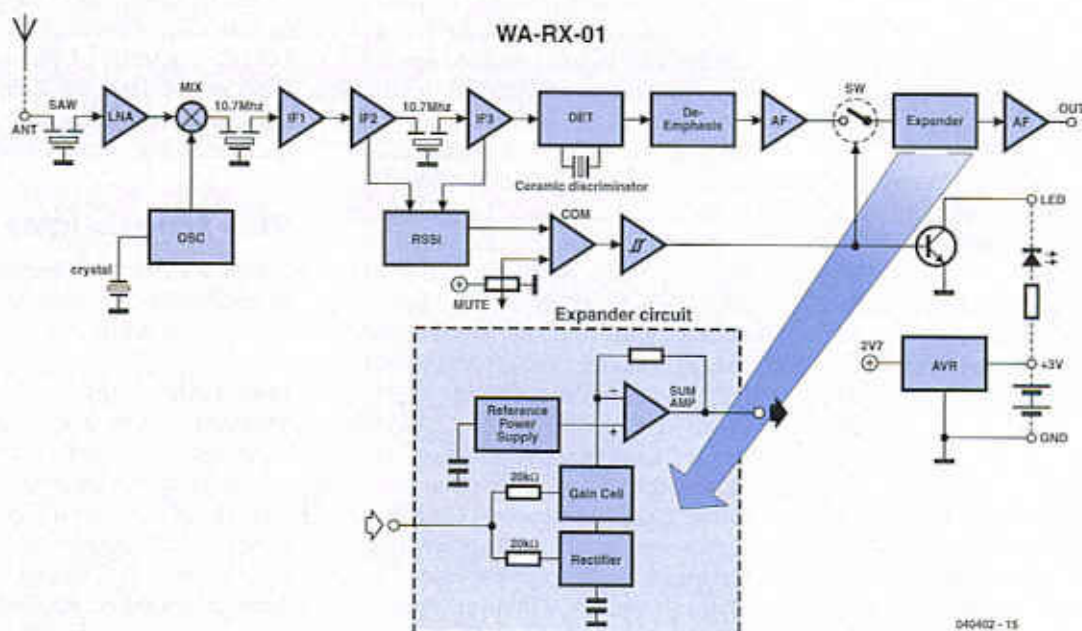 WA-RX-01
ANT
SAW
LNA
MIX
10.7Mhz
IF1
IF2
10.7Mhz
IF3
DET
Ceramic discriminator
De-
Emphasis
AF
SW
Expander
AF
OUT
OSC
crystal
RSSI
COM
MUTE
LED
2V7
AVR
+3V
GND
Expander circuit
Reference
Power
Supply
SUM
AMP
-
+
20kΩ
Gain Cell
20kΩ
Rectifier
040402 - 15